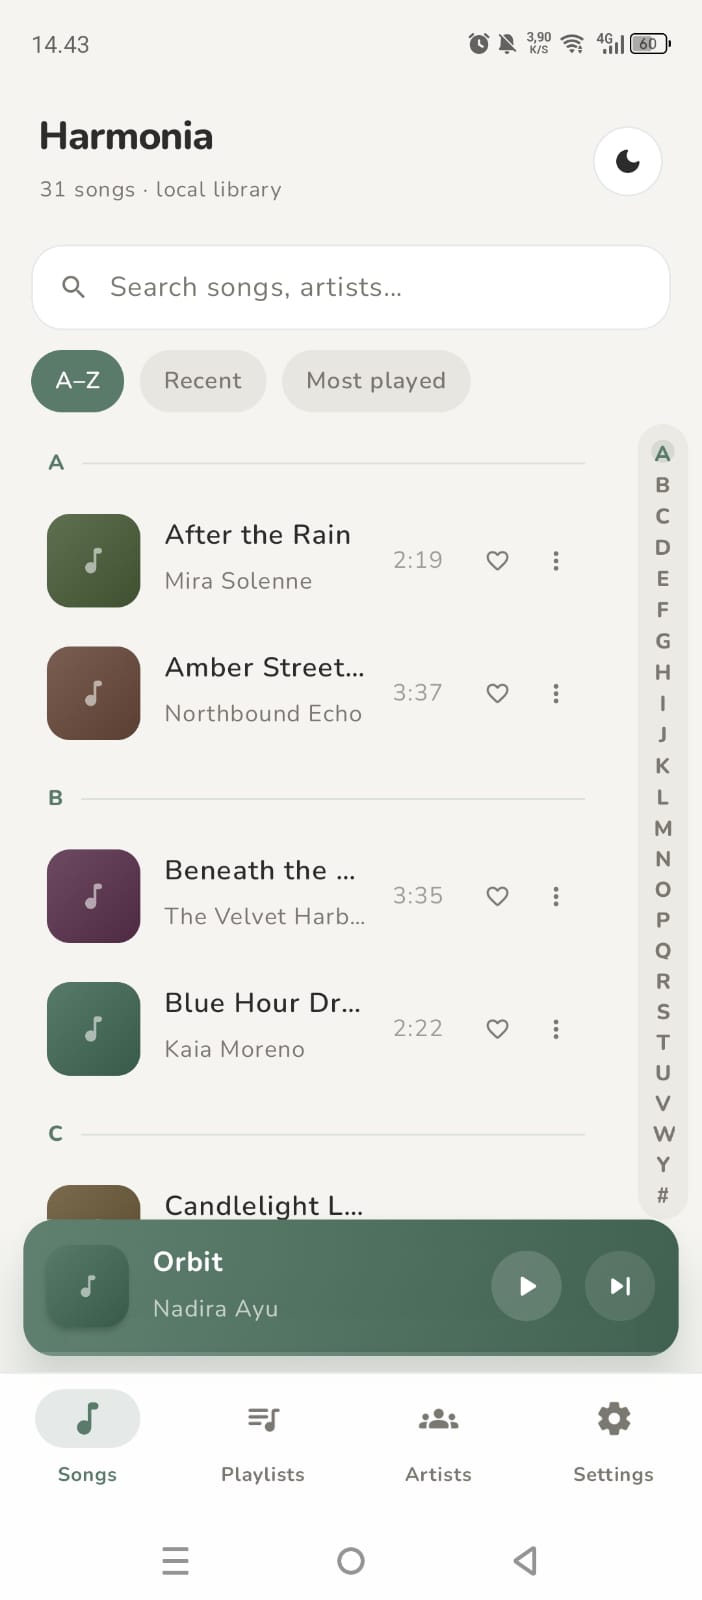 14.43
3,90
K/S
4G
60
Harmonia
31 songs · local library
Search songs, artists...
A–Z
Recent
Most played
A
After the Rain
Mira Solenne
2:19
Amber Street...
Northbound Echo
3:37
B
Beneath the ...
The Velvet Harb...
3:35
Blue Hour Dr...
Kaia Moreno
2:22
C
Candlelight L...
A
B
C
D
E
F
G
H
I
J
K
L
M
N
O
P
Q
R
S
T
U
V
W
Y
#
Orbit
Nadira Ayu
Songs
Playlists
Artists
Settings